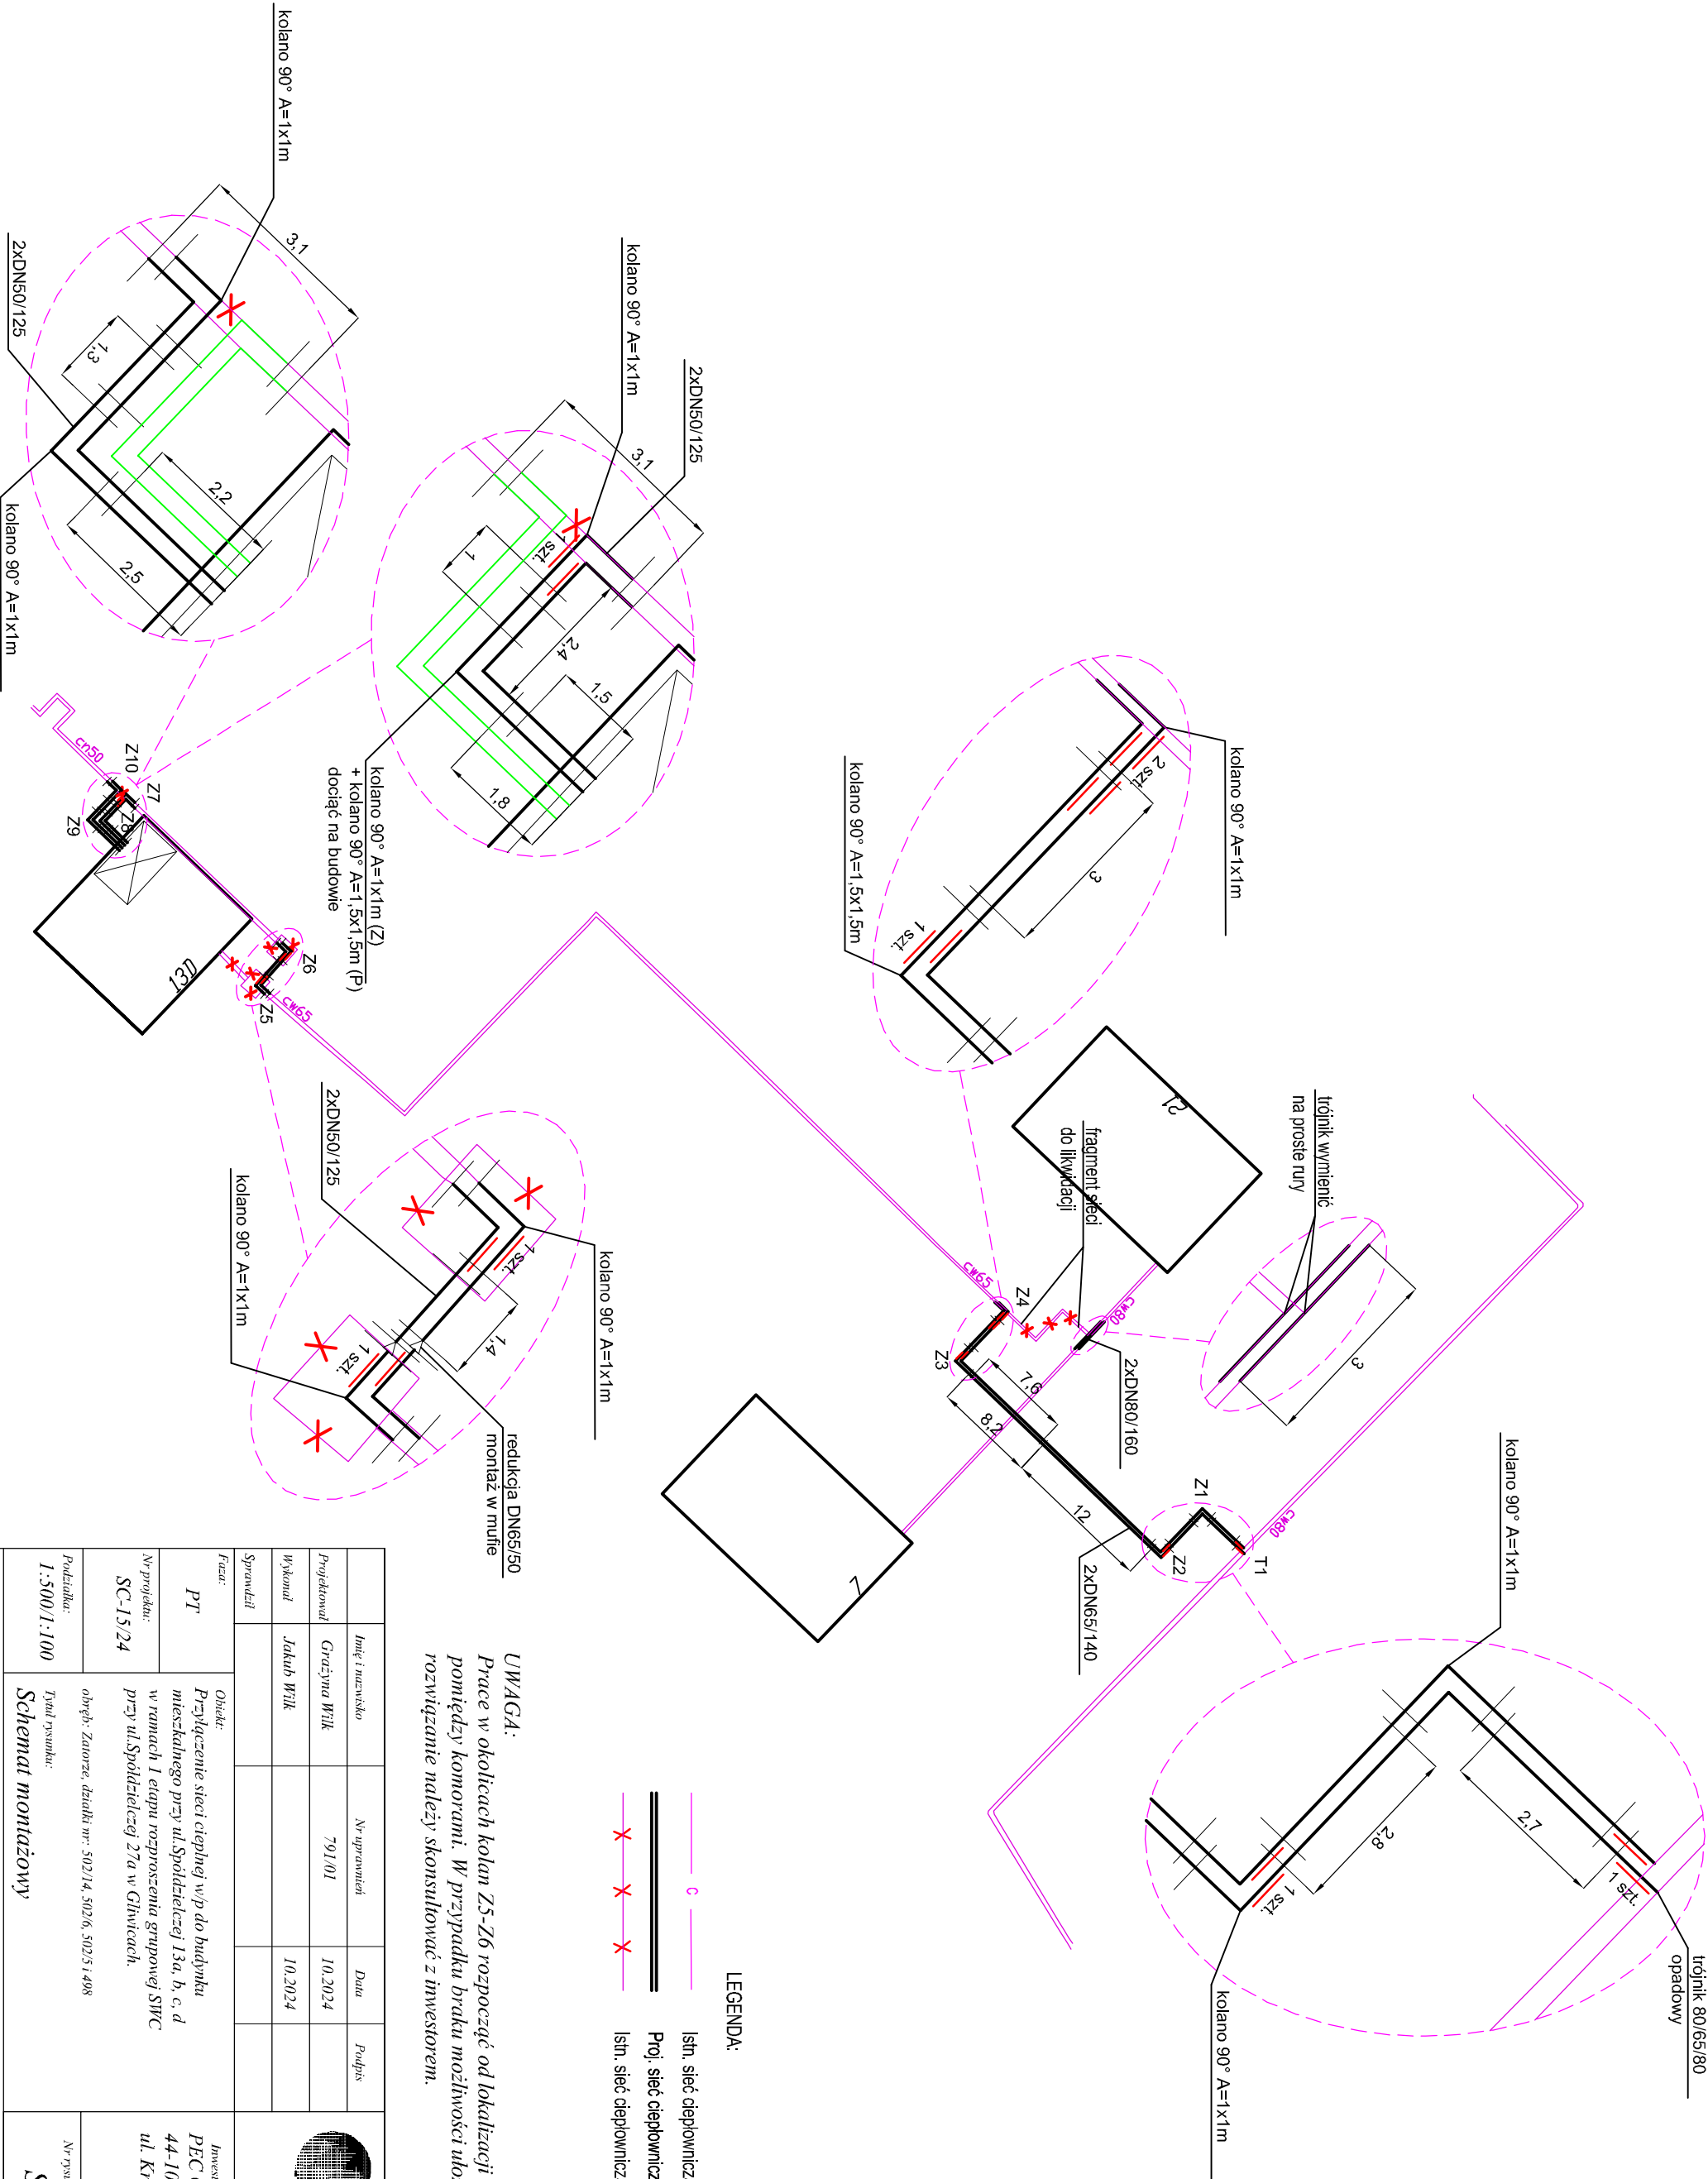 kolano 90° A=1x1m
3,1
1,3
2,2
2,5
2xDN50/125
kolano 90° A=1x1m
kolano 90° A=1x1m
2xDN50/125
3,1
1 szt.
1
2,4
1,5
1,8
kolano 90° A=1x1m (Z)
+ kolano 90° A=1,5x1,5m (P)
dociąć na budowie
kolano 90° A=1x1m
2 szt.
3
1 szt.
kolano 90° A=1,5x1,5m
cn50
Z10
Z7
Z8
Z9
13D
Z6
Z5
cw65
2xDN50/125
kolano 90° A=1x1m
1 szt.
1,4
1 szt.
kolano 90° A=1x1m
redukcja DN65/50
montaż w mufie
21
fragment sieci
do likwidacji
trójnik wymienić
na proste rury
3
cw65
Z4
Z3
cw80
2xDN80/160
7,6
8,2
12
7
Z1
Z2
T1
cw80
2xDN65/140
kolano 90° A=1x1m
2,7
2,8
1 szt.
1 szt.
trójnik 80/65/80
opadowy
kolano 90° A=1x1m
LEGENDA:
c
Istn. sieć ciepłownicz
Proj. sieć ciepłownicz
Istn. sieć ciepłownicz
UWAGA:
Prace w okolicach kolan Z5-Z6 rozpocząć od lokalizacji
pomiędzy komorami. W przypadku braku możliwości uło
rozwiązanie należy skonsultować z inwestorem.
Imię i nazwisko
Nr uprawnień
Data
Podpis
Projektował
Grażyna Wilk
791/01
10.2024
Wykonał
Jakub Wilk
10.2024
Sprawdził
Faza:
PT
Nr projektu:
SC-15/24
Podziałka:
1:500/1:100
Obiekt:
Przyłączenie sieci cieplnej w/p do budynku
mieszkalnego przy ul.Spółdzielczej 13a, b, c, d
w ramach I etapu rozproszenia grupowej SWC
przy ul.Spółdzielczej 27a w Gliwicach.
obręb: Zatorze, działki nr: 502/14, 502/6, 502/5 i 498
Tytuł rysunku:
Schemat montażowy
Inwest
PEC
44-10
ul. Kr
Nr rysu
S